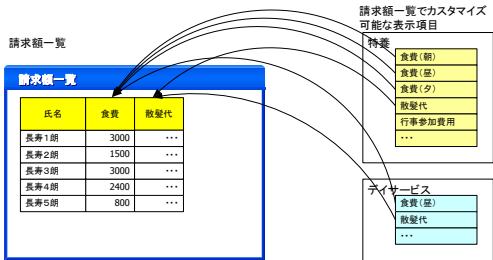 請求額一覧でカスタマイズ
可能な表示項目
請求額一覧
特養
食費(朝)
食費(昼)
食費(夕)
散髪代
行事参加費用
・・・
請求額一覧
氏名 食費 散髪代
長寿1朗 3000 ・・・
長寿2朗 1500 ・・・
長寿3朗 3000 ・・・
長寿4朗 2400 ・・・
長寿5朗 800 ・・・
デイサービス
食費(昼)
散髪代
・・・